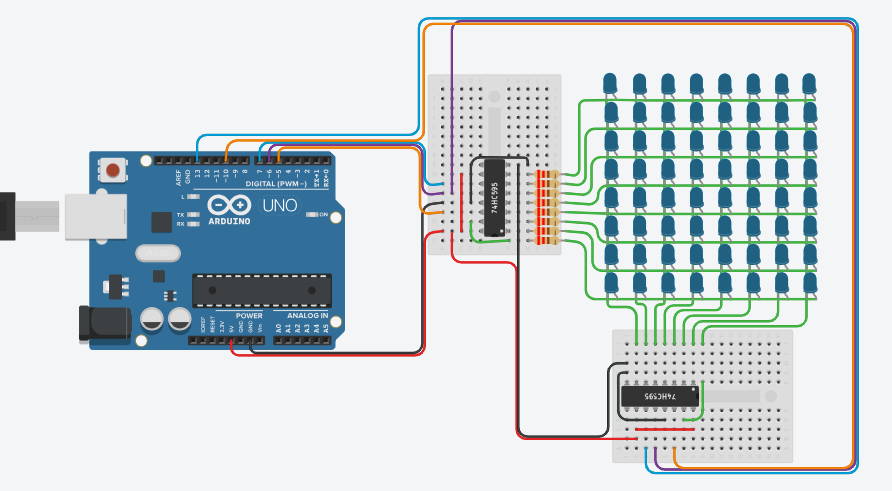 AREF
GND
13
12
~11
~10
~9
8
7
~6
~5
4
~3
2
TX→1
RX←0
DIGITAL (PWM~)
L
TX
RX
UNO
ARDUINO
ON
74HC595
POWER
ANALOG IN
IOREF
RESET
3.3V
5V
GND
GND
Vin
A0
A1
A2
A3
A4
A5
74HC595